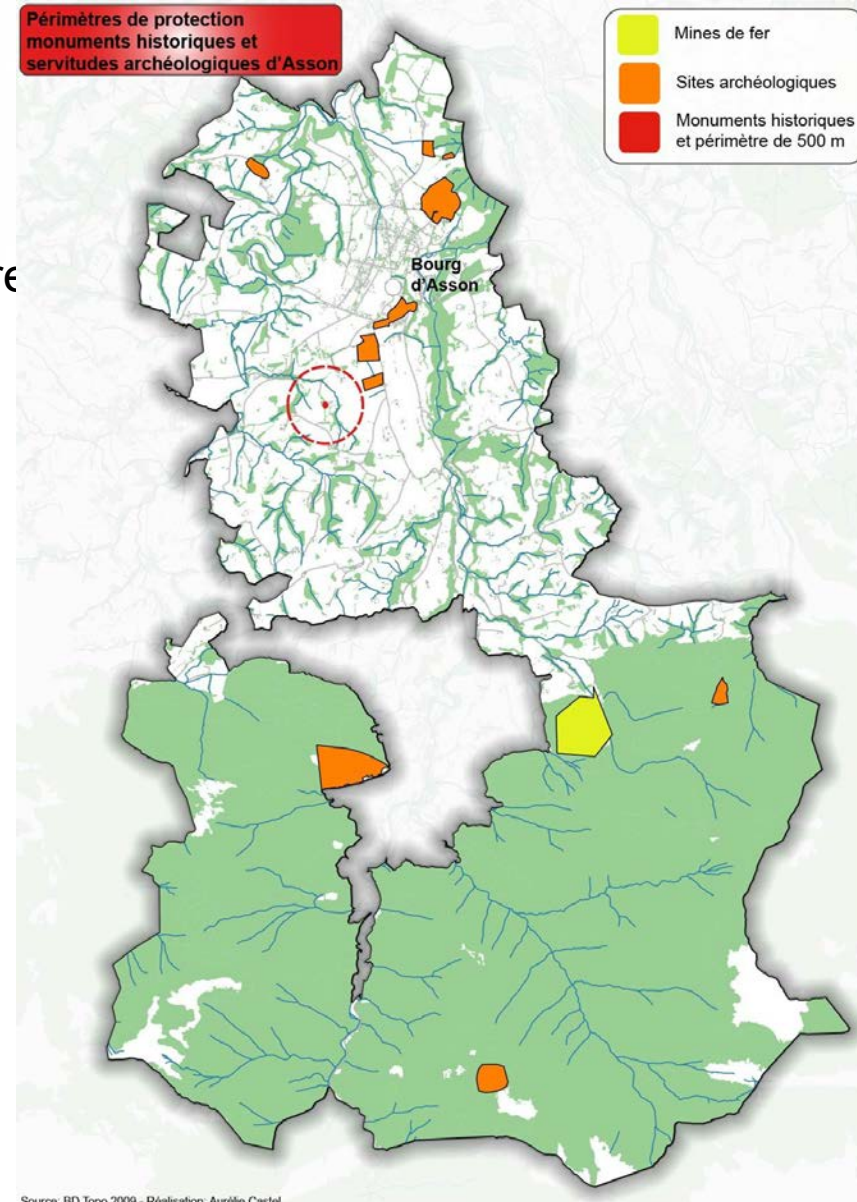 Périmètres de protection
monuments historiques et
servitudes archéologiques d'Asson
Mines de fer
Sites archéologiques
Monuments historiques
et périmètre de 500 m
re
Bourg
d'Asson
Source: BD Topo 2009 - Réalisation: Aurélie Castel